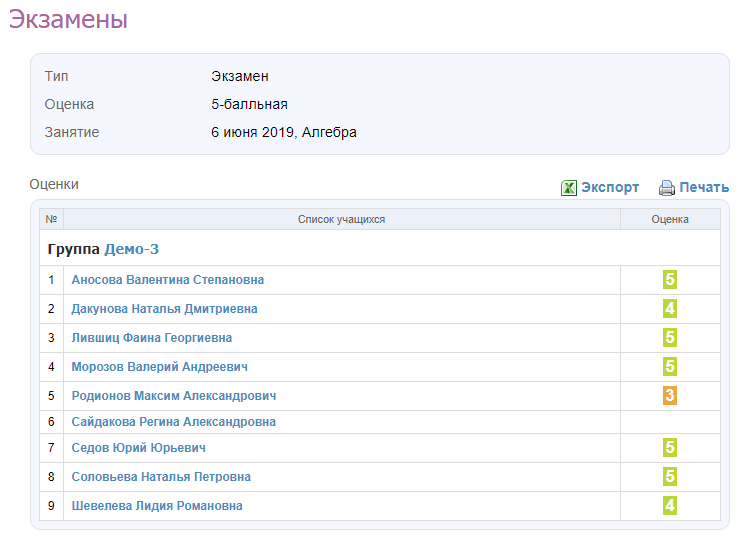 Экзамены
Тип Экзамен
Оценка 5-балльная
Занятие 6 июня 2019, Алгебра
Оценки Экспорт Печать
№ Список учащихся Оценка
Группа Демо-3
1 Аносова Валентина Степановна 5
2 Дакунова Наталья Дмитриевна 4
3 Лившиц Фаина Георгиевна 5
4 Морозов Валерий Андреевич 5
5 Родионов Максим Александрович 3
6 Сайдакова Регина Александровна
7 Седов Юрий Юрьевич 5
8 Соловьева Наталья Петровна 5
9 Шевелева Лидия Романовна 4